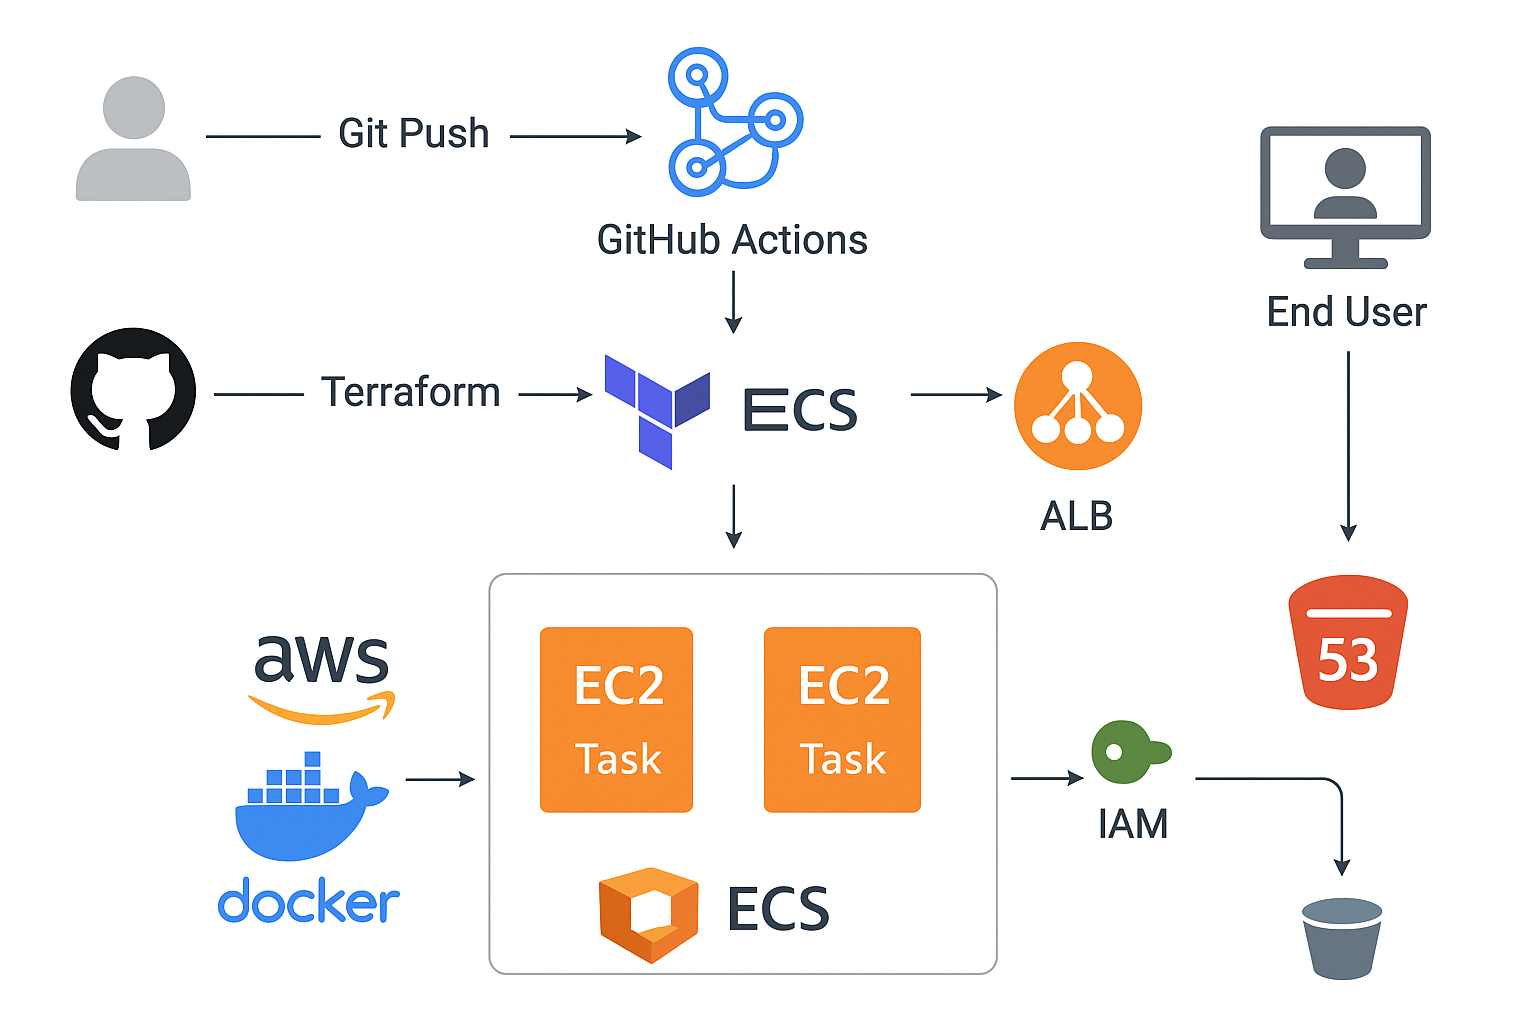 Git Push
GitHub Actions
End User
Terraform
ECS
ALB
aws
docker
EC2
Task
EC2
Task
ECS
53
IAM